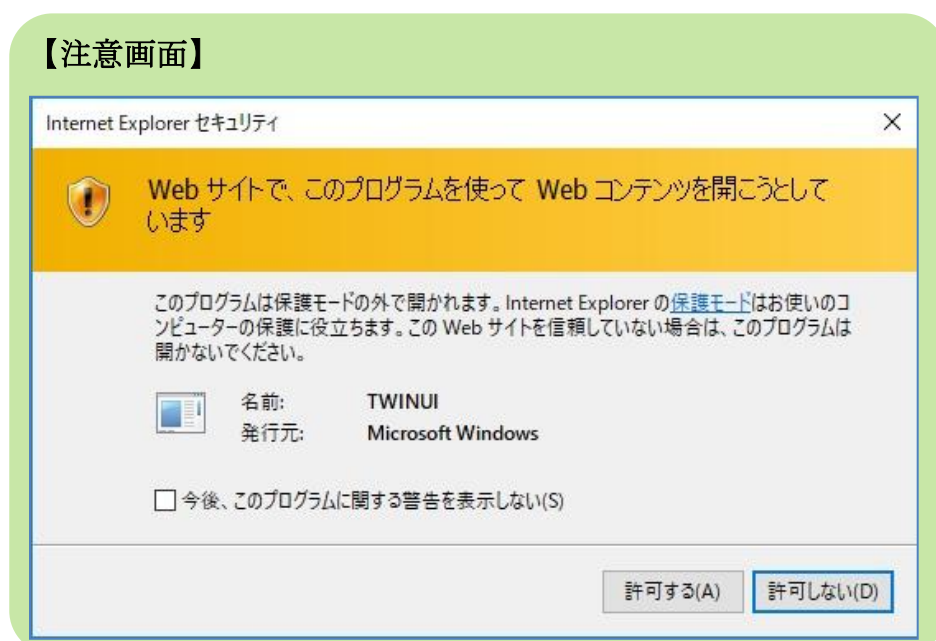 【注意画面】
Internet Explorer セキュリティ
Web サイトで、このプログラムを使って Web コンテンツを開こうとして
います
このプログラムは保護モードの外で開かれます。Internet Explorer の保護モードはお使いのコ
ンピューターの保護に役立ちます。この Web サイトを信頼していない場合は、このプログラムは
開かないでください。
名前: TWINUI
発行元: Microsoft Windows
今後、このプログラムに関する警告を表示しない(S)
許可する(A) 許可しない(D)